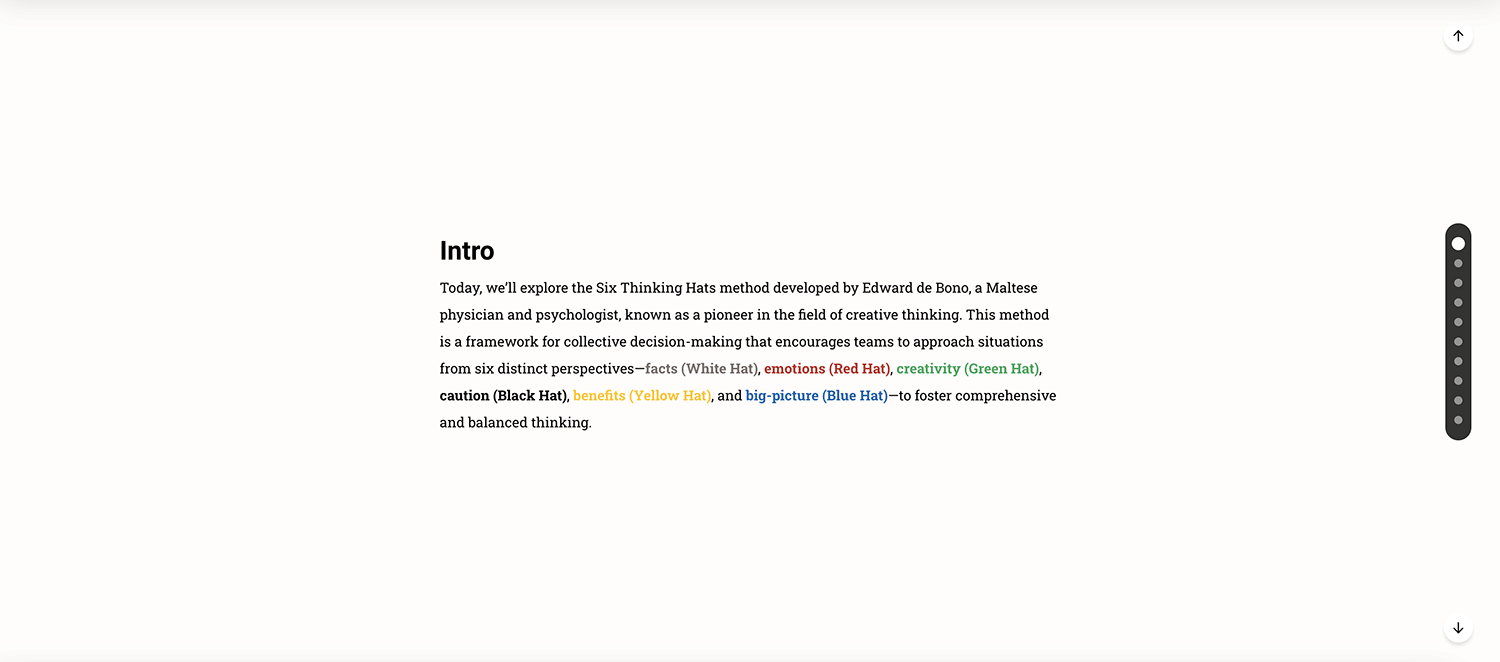 Intro
Today, we’ll explore the Six Thinking Hats method developed by Edward de Bono, a Maltese
physician and psychologist, known as a pioneer in the field of creative thinking. This method
is a framework for collective decision-making that encourages teams to approach situations
from six distinct perspectives—facts (White Hat), emotions (Red Hat), creativity (Green Hat),
caution (Black Hat), benefits (Yellow Hat), and big-picture (Blue Hat)—to foster comprehensive
and balanced thinking.